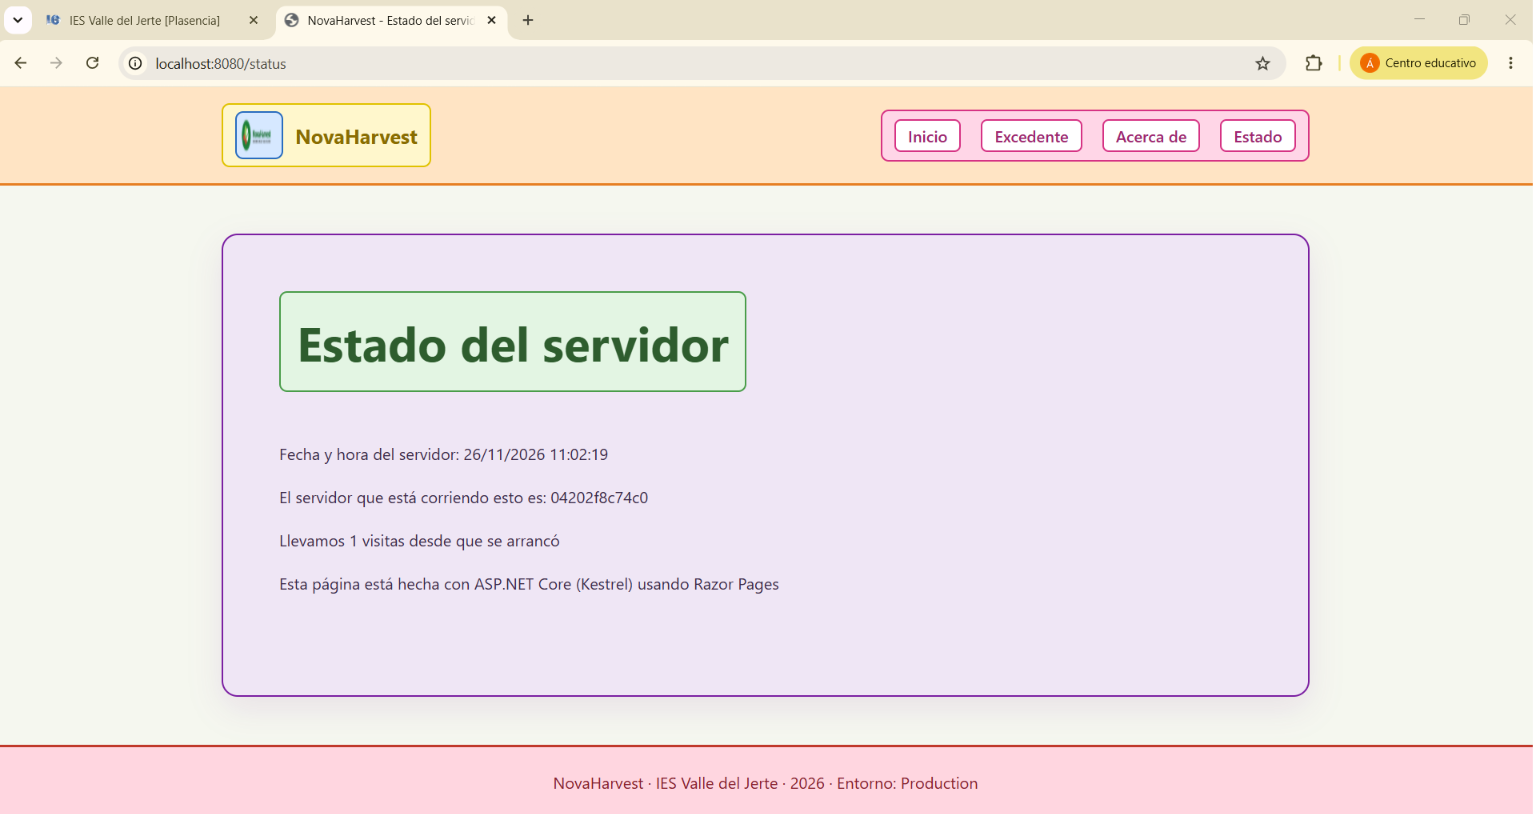 IES Valle del Jerte [Plasencia]
NovaHarvest - Estado del servic
localhost:8080/status
Á
Centro educativo
NovaHarvest
Inicio
Excedente
Acerca de
Estado
Estado del servidor
Fecha y hora del servidor: 26/11/2026 11:02:19
El servidor que está corriendo esto es: 04202f8c74c0
Llevamos 1 visitas desde que se arrancó
Esta página está hecha con ASP.NET Core (Kestrel) usando Razor Pages
NovaHarvest · IES Valle del Jerte · 2026 · Entorno: Production